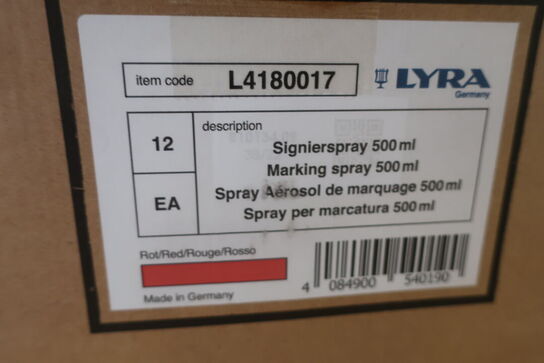 item code L4180017
LYRA
Germany
12
EA
description
Signierspray 500 ml
Marking spray 500 ml
Spray Aérosol de marquage 500 ml
Spray per marcatura 500 ml
Rot/Red/Rouge/Rosso
Made in Germany
4 084900 540190